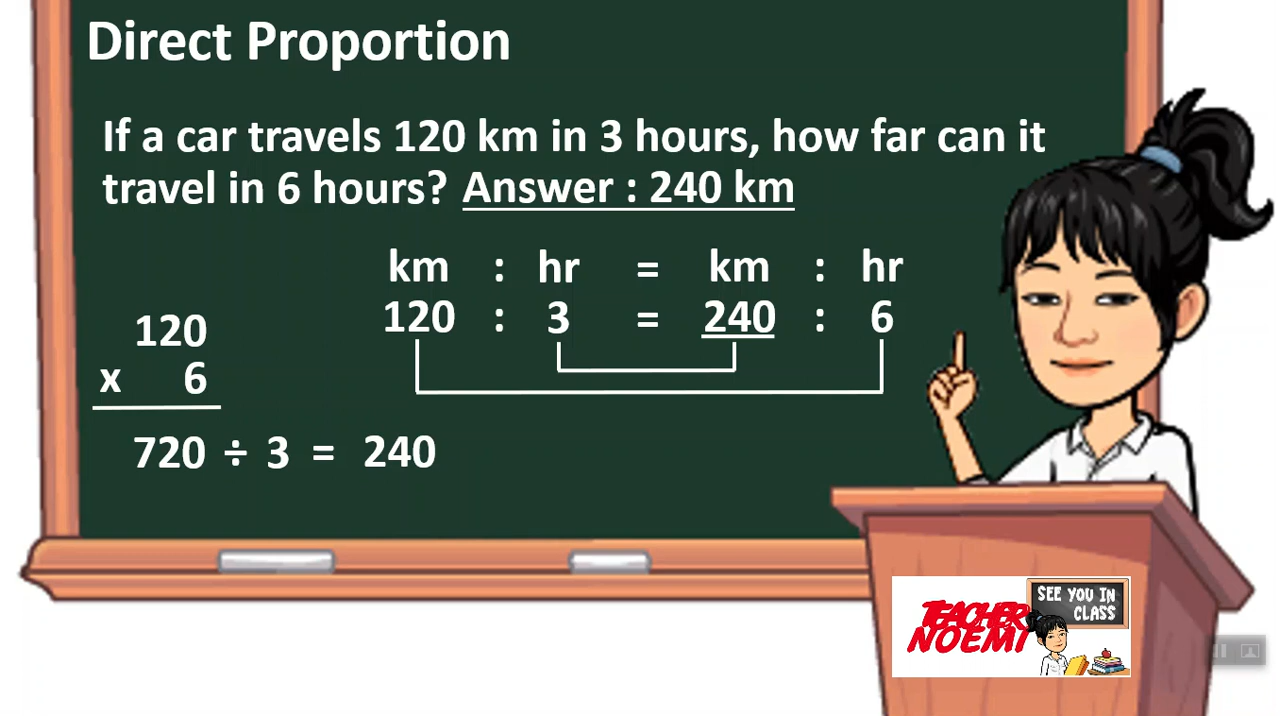 Direct Proportion
If a car travels 120 km in 3 hours, how far can it
travel in 6 hours? Answer : 240 km
km : hr = km : hr
120 : 3 = 240 : 6
120
x 6
720 ÷ 3 = 240
TEACHER
NOEMI
SEE YOU IN
CLASS